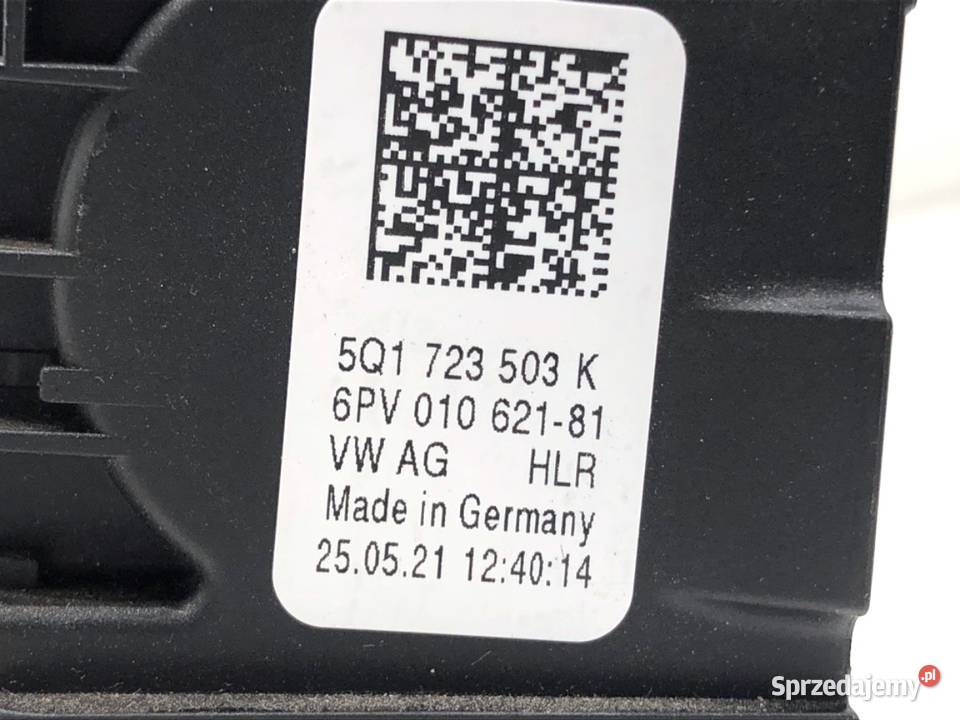 5Q1 723 503 K
6PV 010 621-81
VW AG HLR
Made in Germany
25.05.21 12:40:14
Sprzedajemy.pl